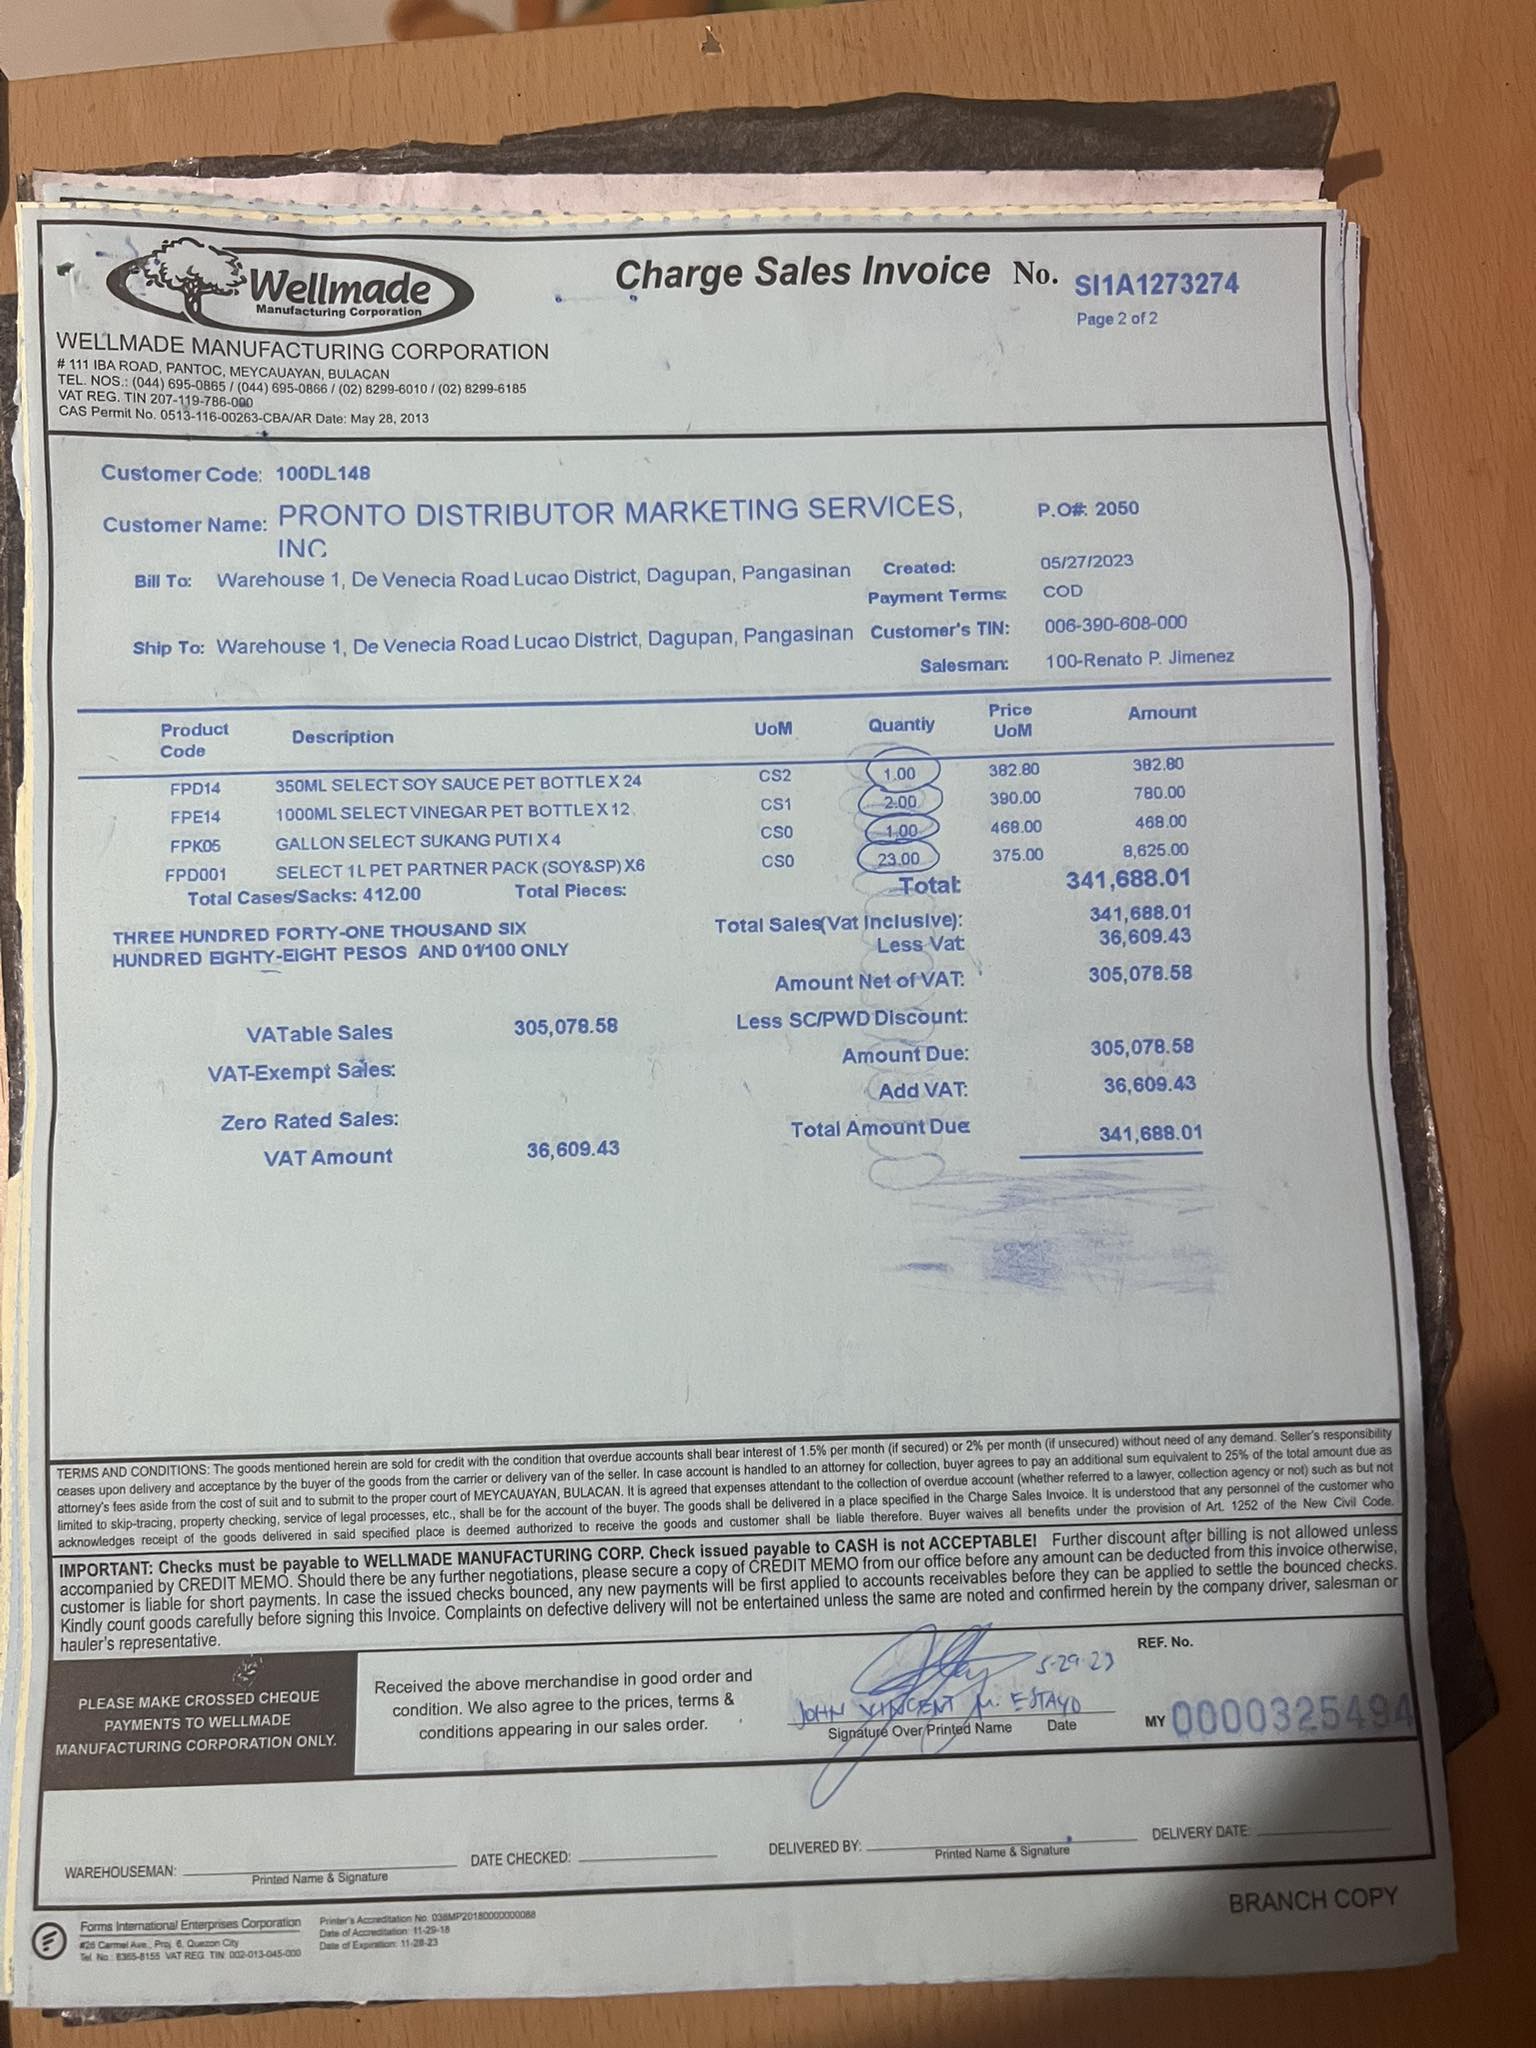 Wellmade
Manufacturing Corporation
Charge Sales Invoice No. SI1A1273274
Page 2 of 2
WELLMADE MANUFACTURING CORPORATION
# 111 IBA ROAD, PANTOC, MEYCAUAYAN, BULACAN
TEL. NOS.: (044) 695-0865 / (044) 695-0866 / (02) 8299-6010 / (02) 8299-6185
VAT REG. TIN 207-119-786-000
CAS Permit No. 0513-116-00263-CBA/AR Date: May 28, 2013
Customer Code: 100DL148
Customer Name: PRONTO DISTRIBUTOR MARKETING SERVICES, INC
P.O#: 2050
Bill To: Warehouse 1, De Venecia Road Lucao District, Dagupan, Pangasinan
Created: 05/27/2023
Payment Terms: COD
Ship To: Warehouse 1, De Venecia Road Lucao District, Dagupan, Pangasinan
Customer's TIN: 006-390-608-000
Salesman: 100-Renato P. Jimenez
Product Code Description UoM Quantiy Price UoM Amount
FPD14 350ML SELECT SOY SAUCE PET BOTTLE X 24 CS2 1.00 382.80 382.80
FPE14 1000ML SELECT VINEGAR PET BOTTLE X 12 CS1 2.00 390.00 780.00
FPK05 GALLON SELECT SUKANG PUTI X 4 CS0 1.00 468.00 468.00
FPD001 SELECT 1L PET PARTNER PACK (SOY&SP) X6 CS0 23.00 375.00 8,625.00
Total Cases/Sacks: 412.00 Total Pieces: Total: 341,688.01
THREE HUNDRED FORTY-ONE THOUSAND SIX
HUNDRED EIGHTY-EIGHT PESOS AND 01/100 ONLY
Total Sales(Vat Inclusive): 341,688.01
Less Vat: 36,609.43
Amount Net of VAT: 305,078.58
VATable Sales 305,078.58
Less SC/PWD Discount:
VAT-Exempt Sales:
Amount Due: 305,078.58
Zero Rated Sales:
Add VAT: 36,609.43
VAT Amount 36,609.43
Total Amount Due 341,688.01
TERMS AND CONDITIONS: The goods mentioned herein are sold for credit with the condition that overdue accounts shall bear interest of 1.5% per month (if secured) or 2% per month (if unsecured) without need of any demand. Seller's responsibility
ceases upon delivery and acceptance by the buyer of the goods from the carrier or delivery van of the seller. In case account is handled to an attorney for collection, buyer agrees to pay an additional sum equivalent to 25% of the total amount due as
attorney's fees aside from the cost of suit and to submit to the proper court of MEYCAUAYAN, BULACAN. It is agreed that expenses attendant to the collection of overdue account (whether referred to a lawyer, collection agency or not) such as but not
limited to skip-tracing, property checking, service of legal processes, etc., shall be for the account of the buyer. The goods shall be delivered in a place specified in the Charge Sales Invoice. It is understood that any personnel of the customer who
acknowledges receipt of the goods delivered in said specified place is deemed authorized to receive the goods and customer shall be liable therefore. Buyer waives all benefits under the provision of Art. 1252 of the New Civil Code.
IMPORTANT: Checks must be payable to WELLMADE MANUFACTURING CORP. Check issued payable to CASH is not ACCEPTABLE! Further discount after billing is not allowed unless
accompanied by CREDIT MEMO. Should there be any further negotiations, please secure a copy of CREDIT MEMO from our office before any amount can be deducted from this invoice otherwise,
customer is liable for short payments. In case the issued checks bounced, any new payments will be first applied to accounts receivables before they can be applied to settle the bounced checks.
Kindly count goods carefully before signing this Invoice. Complaints on defective delivery will not be entertained unless the same are noted and confirmed herein by the company driver, salesman or
hauler's representative.
PLEASE MAKE CROSSED CHEQUE
PAYMENTS TO WELLMADE
MANUFACTURING CORPORATION ONLY.
Received the above merchandise in good order and
condition. We also agree to the prices, terms &
conditions appearing in our sales order.
5-29-23
JOHN VINCENT M. ESTAYO
Signature Over Printed Name Date
REF. No.
MY 0000325494
WAREHOUSEMAN:
Printed Name & Signature
DATE CHECKED:
DELIVERED BY:
Printed Name & Signature
DELIVERY DATE:
BRANCH COPY
Forms International Enterprises Corporation
#26 Carmel Ave., Proj. 6, Quezon City
Tel. No.: 8365-8155 VAT REG. TIN: 002-013-045-000
Printer's Accreditation No. 038MP20180000000088
Date of Accreditation: 11-29-18
Date of Expiration: 11-28-23